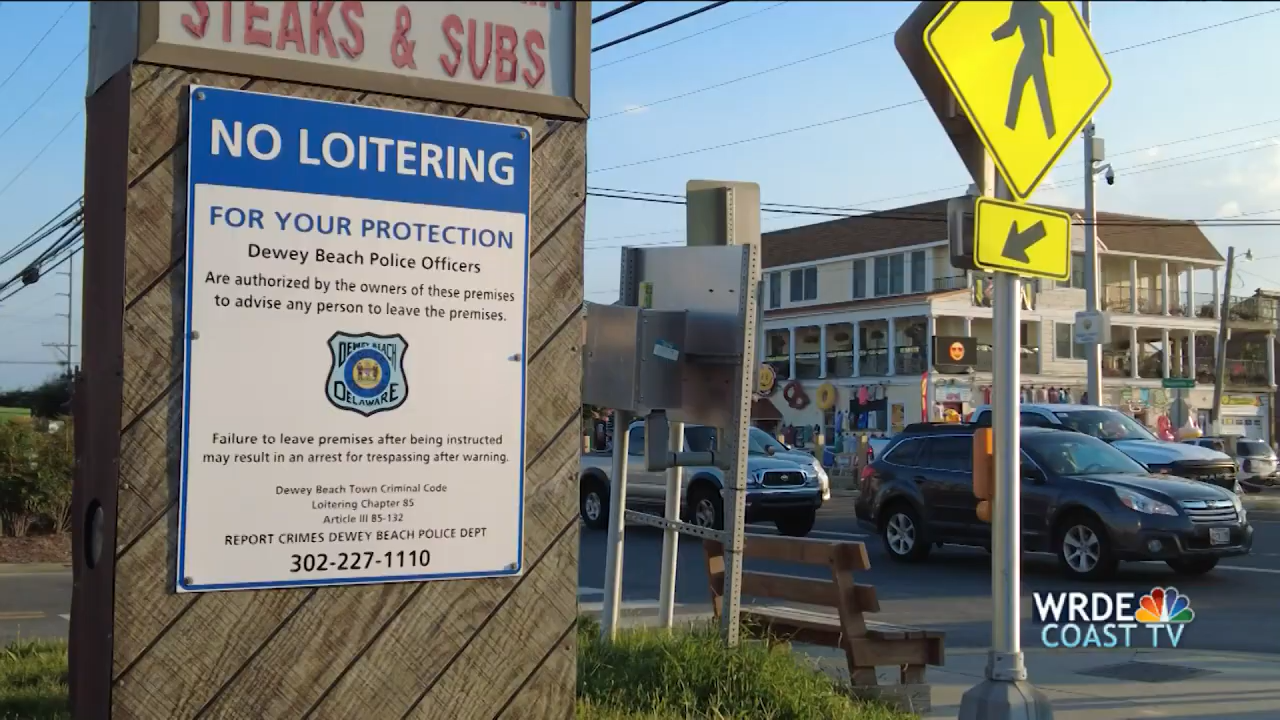 STEAKS & SUBS
NO LOITERING
FOR YOUR PROTECTION
Dewey Beach Police Officers
Are authorized by the owners of these premises
to advise any person to leave the premises.
DEWEY BEACH
DELAWARE
Failure to leave premises after being instructed
may result in an arrest for trespassing after warning.
Dewey Beach Town Criminal Code
Loitering Chapter 85
Article III 85-132
REPORT CRIMES DEWEY BEACH POLICE DEPT
302-227-1110
WRDE
COAST TV